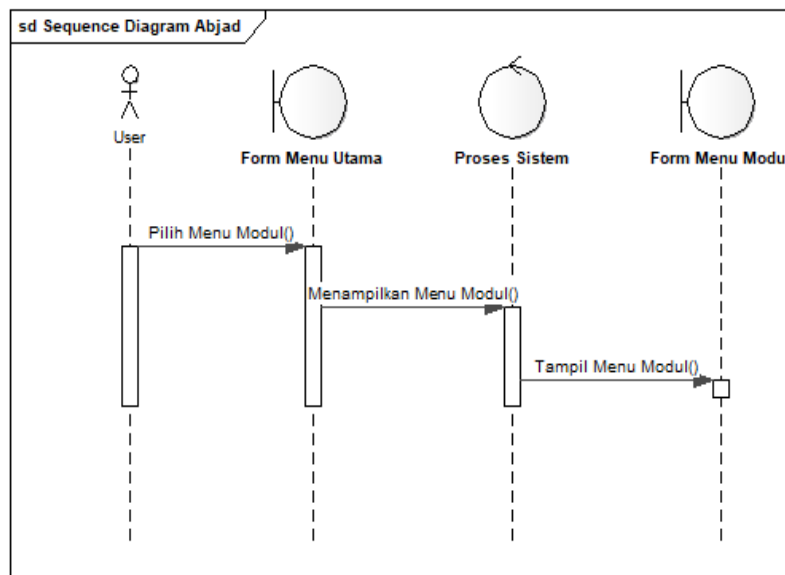 sd Sequence Diagram Abjad
User
Form Menu Utama
Proses Sistem
Form Menu Modu
Pilih Menu Modul()
Menampilkan Menu Modul()
Tampil Menu Modul()